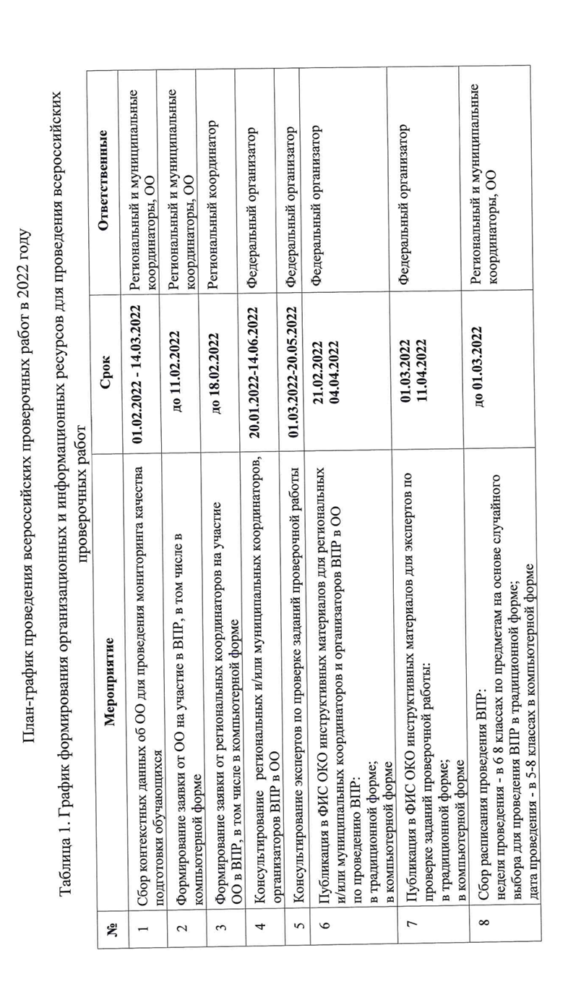 План-график проведения всероссийских проверочных работ в 2022 году
Таблица 1. График формирования организационных и информационных ресурсов для проведения всероссийских
проверочных работ
№ Мероприятие Срок Ответственные
1 Сбор контекстных данных об ОО для проведения мониторинга качества
подготовки обучающихся
01.02.2022 - 14.03.2022
Региональный и муниципальные
координаторы, ОО
2 Формирование заявки от ОО на участие в ВПР, в том числе в
компьютерной форме
до 11.02.2022
Региональный и муниципальные
координаторы, ОО
3 Формирование заявки от региональных координаторов на участие
ОО в ВПР, в том числе в компьютерной форме
до 18.02.2022
Региональный координатор
4 Консультирование региональных и/или муниципальных координаторов,
организаторов ВПР в ОО
20.01.2022-14.06.2022
Федеральный организатор
5 Консультирование экспертов по проверке заданий проверочной работы
01.03.2022-20.05.2022
Федеральный организатор
6 Публикация в ФИС ОКО инструктивных материалов для региональных
и/или муниципальных координаторов и организаторов ВПР в ОО
по проведению ВПР:
в традиционной форме;
в компьютерной форме
21.02.2022
04.04.2022
Федеральный организатор
7 Публикация в ФИС ОКО инструктивных материалов для экспертов по
проверке заданий проверочной работы:
в традиционной форме;
в компьютерной форме
01.03.2022
11.04.2022
Федеральный организатор
8 Сбор расписания проведения ВПР:
неделя проведения - в 6 8 классах по предметам на основе случайного
выбора для проведения ВПР в традиционной форме;
дата проведения - в 5-8 классах в компьютерной форме
до 01.03.2022
Региональный и муниципальные
координаторы, ОО